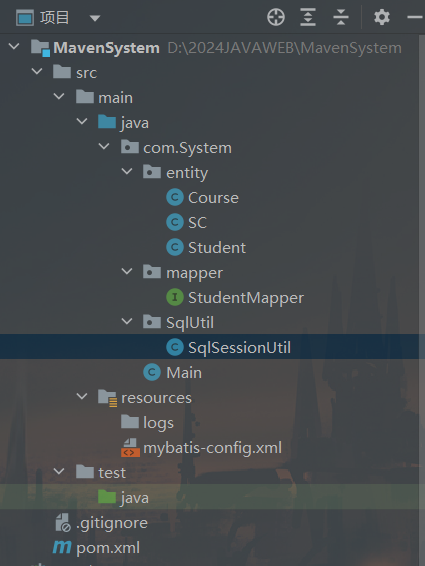 项目
MavenSystem D:\2024JAVAWEB\MavenSystem
src
main
java
com.System
entity
Course
SC
Student
mapper
StudentMapper
SqlUtil
SqlSessionUtil
Main
resources
logs
mybatis-config.xml
test
java
.gitignore
pom.xml